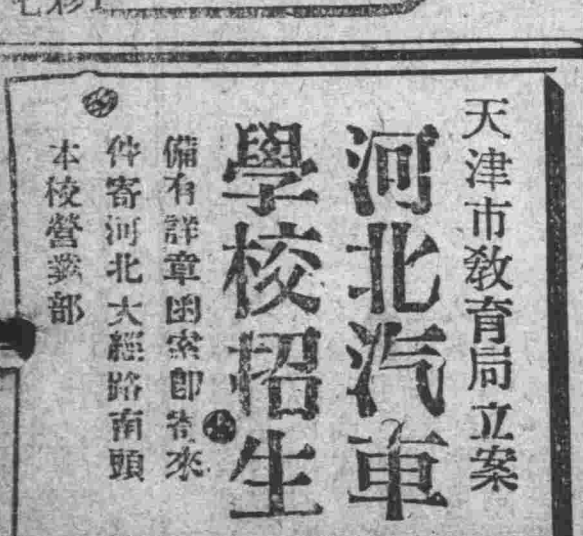 天津市教育局立案
河北汽車
學校招生
備有詳章函索即寄來
件寄河北大經路南頭
本校營業部